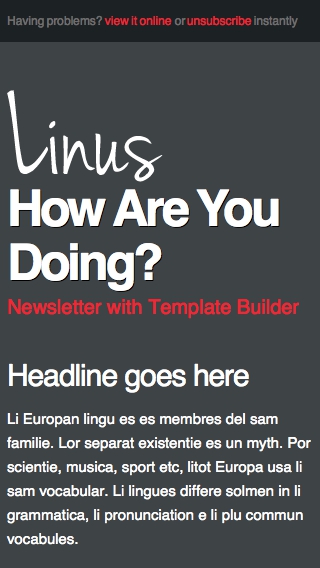 Having problems? view it online or unsubscribe instantly
Linus
How Are You
Doing?
Newsletter with Template Builder
Headline goes here
Li Europan lingu es es membres del sam
familie. Lor separat existentie es un myth. Por
scientie, musica, sport etc, litot Europa usa li
sam vocabular. Li lingues differe solmen in li
grammatica, li pronunciation e li plu commun
vocabules.